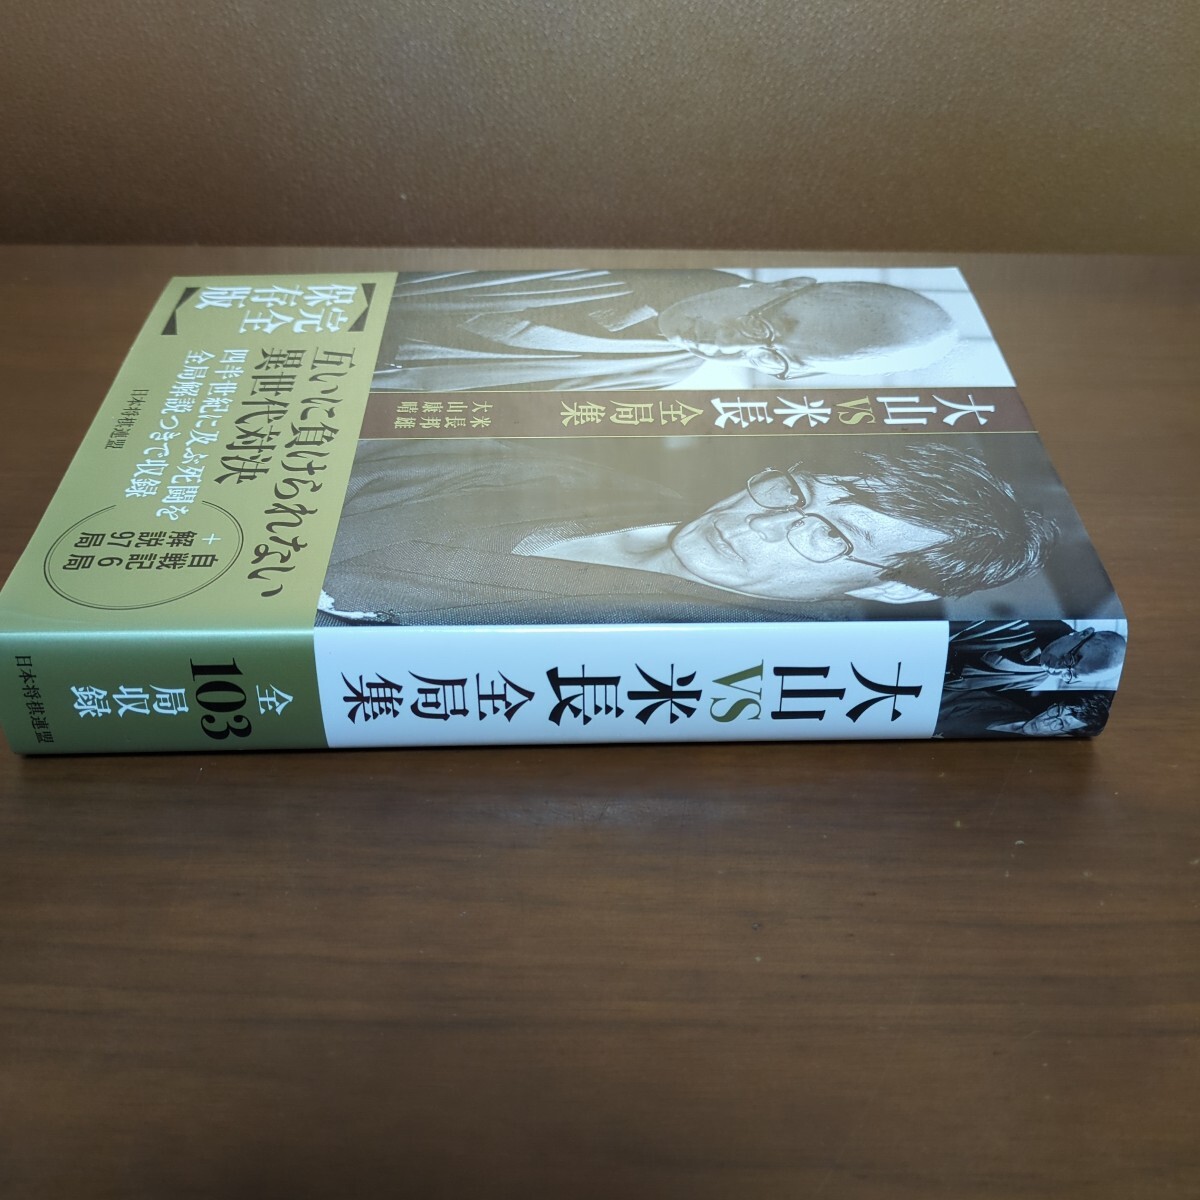 大山VS米長全局集
米長邦雄
大山康晴
【完全
保存版】
互いに負けられない
異世代対決
四半世紀に及ぶ死闘を
全局解説つきで収録
自戦記6局
+
解説97局
日本将棋連盟
大山VS米長全局集
全
103
局収録
日本将棋連盟